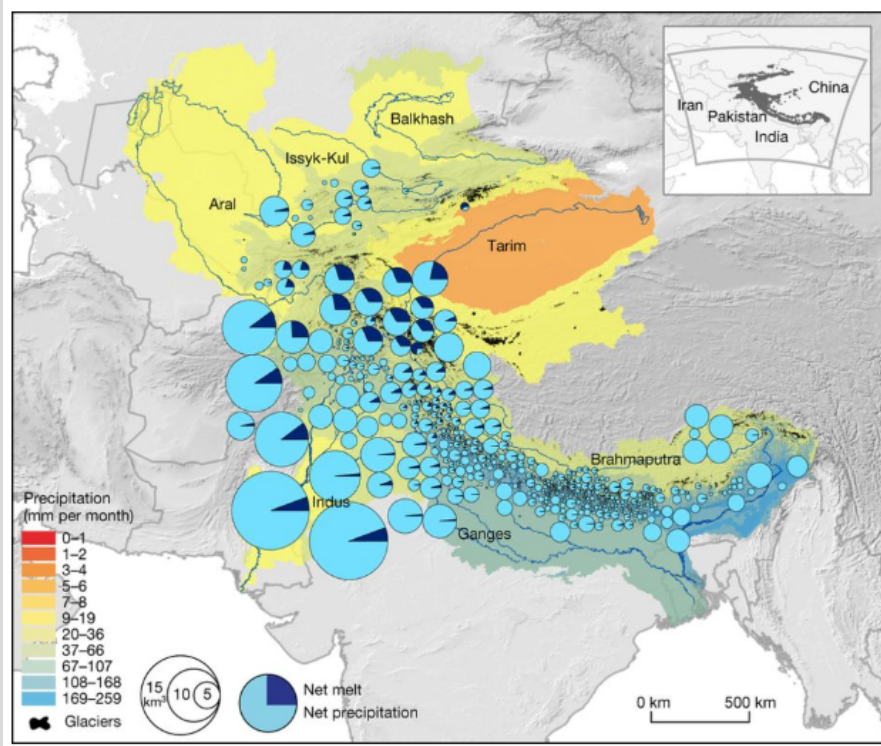 China
Iran
Pakistan
India
Balkhash
Issyk-Kul
Aral
Tarim
Brahmaputra
Indus
Ganges
Precipitation
(mm per month)
0–1
1–2
3–4
5–6
7–8
9–19
20–36
37–66
67–107
108–168
169–259
Glaciers
15
km³
10
5
Net melt
Net precipitation
0 km
500 km